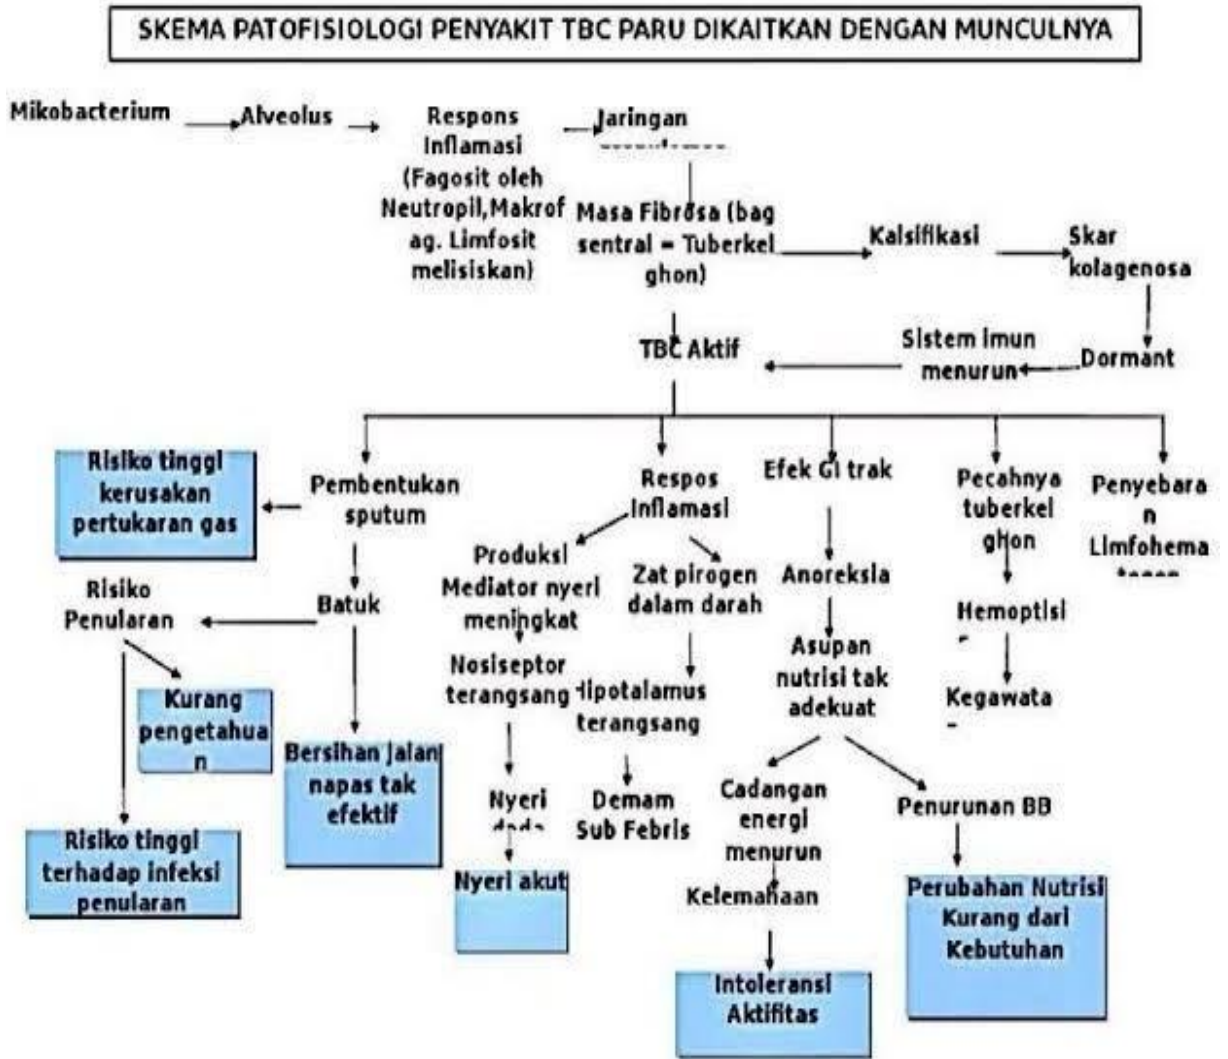 SKEMA PATOFISIOLOGI PENYAKIT TBC PARU DIKAITKAN DENGAN MUNCULNYA
Mikobacterium
Alveolus
Respons
Inflamasi
(Fagosit oleh
Neutropil,Makrof
ag. Limfosit
melisiskan)
Jaringan
Masa Fibrosa (bag
sentral = Tuberkel
ghon)
Kalsifikasi
Skar
kolagenosa
TBC Aktif
Sistem imun
menurun
Dormant
Risiko tinggi
kerusakan
pertukaran gas
Pembentukan
sputum
Respos
Inflamasi
Efek GI trak
Pecahnya
tuberkel
ghon
Penyebara
n
Limfohema
Risiko
Penularan
Batuk
Produksi
Mediator nyeri
meningkat
Zat pirogen
dalam darah
Anoreksia
Hemoptisi
Kurang
pengetahua
n
Bersihan jalan
napas tak
efektif
Nosiseptor
terangsang
Hipotalamus
terangsang
Asupan
nutrisi tak
adekuat
Kegawata
Risiko tinggi
terhadap infeksi
penularan
Nyeri
Demam
Sub Febris
Cadangan
energi
menurun
Penurunan BB
Nyeri akut
Kelemahaan
Perubahan Nutrisi
Kurang dari
Kebutuhan
Intoleransi
Aktifitas